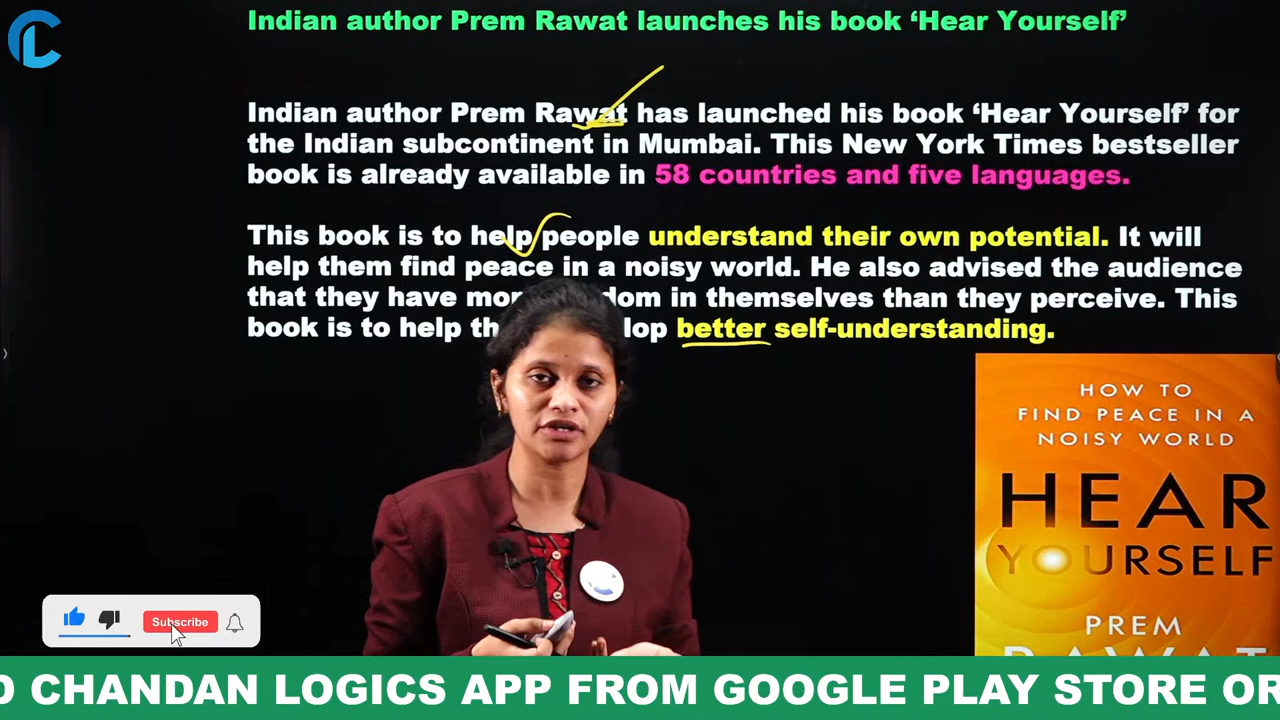 Indian author Prem Rawat launches his book ‘Hear Yourself’
Indian author Prem Rawat has launched his book ‘Hear Yourself’ for
the Indian subcontinent in Mumbai. This New York Times bestseller
book is already available in 58 countries and five languages.
This book is to help people understand their own potential. It will
help them find peace in a noisy world. He also advised the audience
that they have in themselves than they perceive. This
book is to help better self-understanding.
HOW TO
FIND PEACE IN A
NOISY WORLD
HEAR
YOURSELF
PREM
RAWAT
Subscribe
CHANDAN LOGICS APP FROM GOOGLE PLAY STORE OR